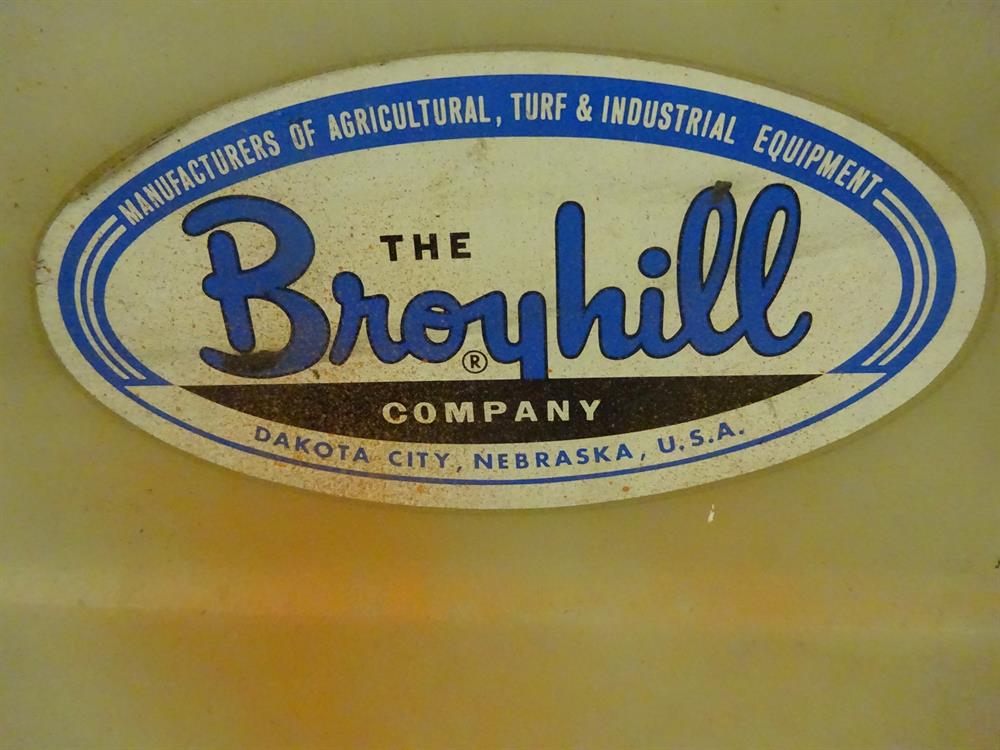 MANUFACTURERS OF AGRICULTURAL, TURF & INDUSTRIAL EQUIPMENT
THE
Broyhill®
COMPANY
DAKOTA CITY, NEBRASKA, U.S.A.